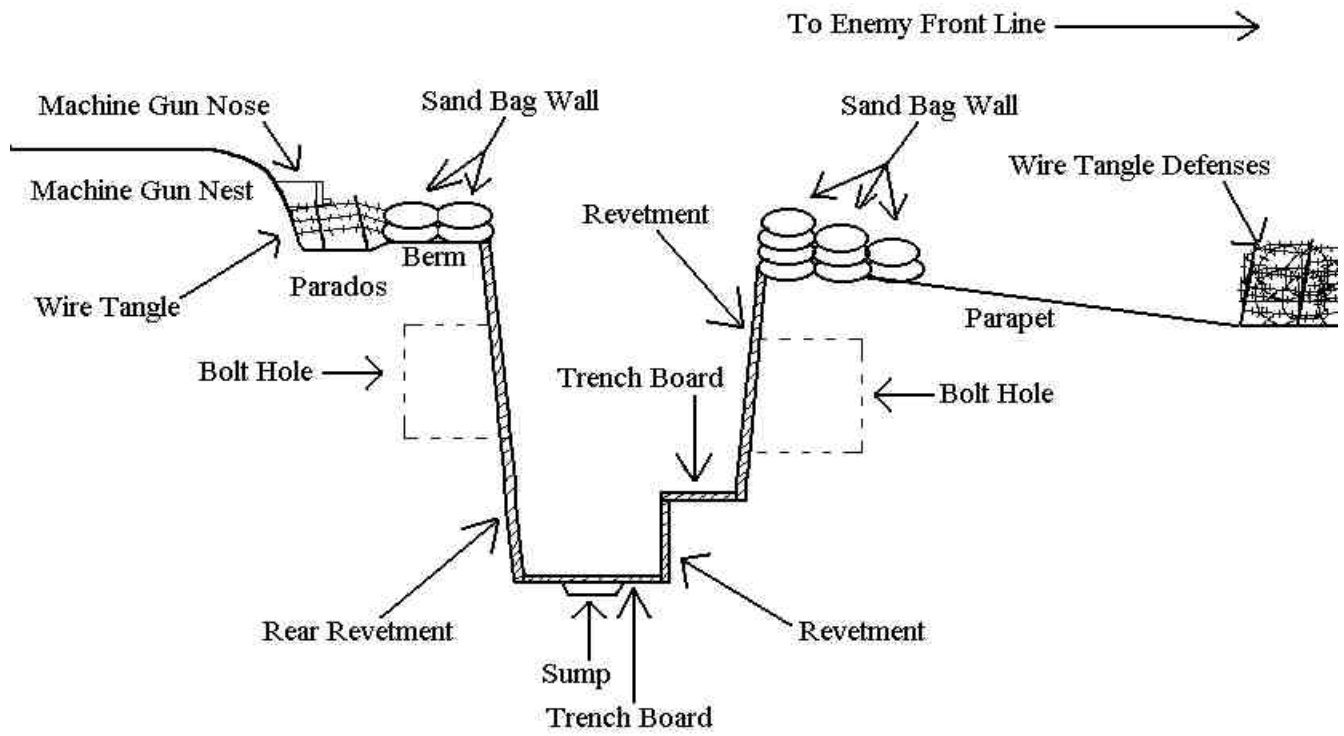 To Enemy Front Line
Machine Gun Nose
Sand Bag Wall
Sand Bag Wall
Wire Tangle Defenses
Machine Gun Nest
Revetment
Berm
Parados
Wire Tangle
Parapet
Bolt Hole
Trench Board
Bolt Hole
Rear Revetment
Revetment
Sump
Trench Board